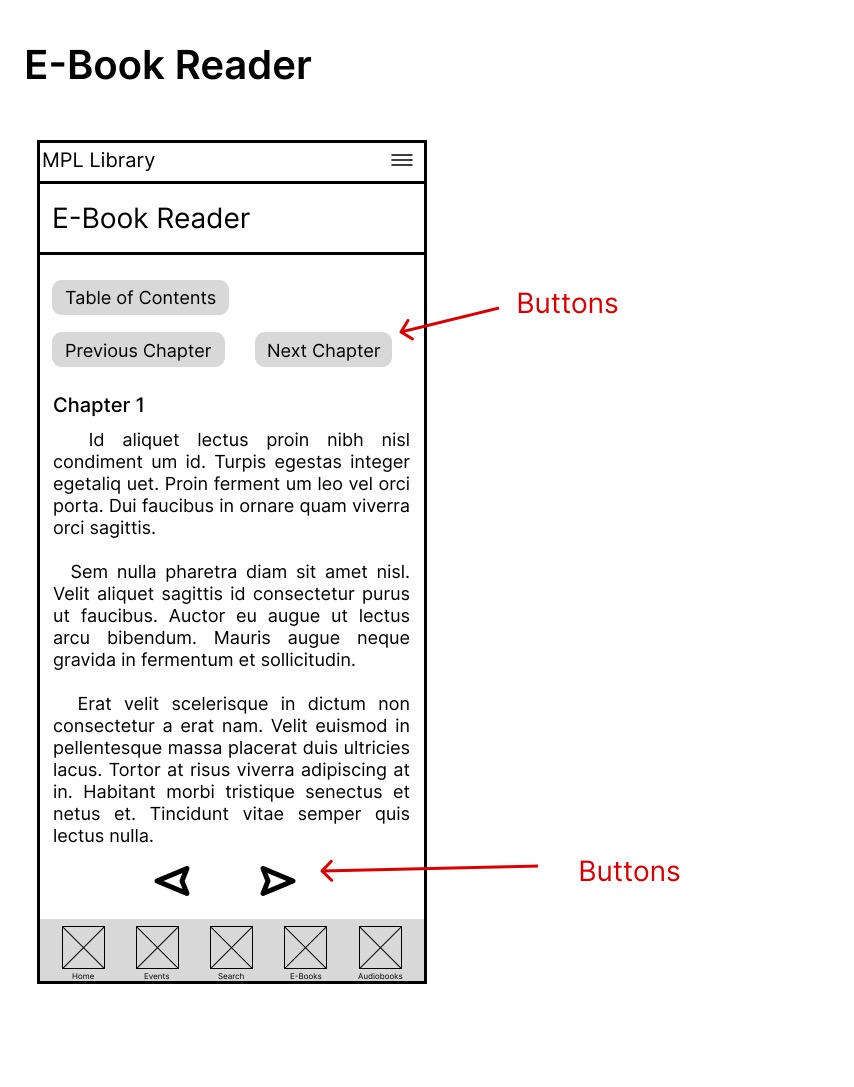 E-Book Reader
MPL Library
E-Book Reader
Table of Contents
Buttons
Previous Chapter
Next Chapter
Chapter 1
Id aliquet lectus proin nibh nisl
condiment um id. Turpis egestas integer
egetaliq uet. Proin ferment um leo vel orci
porta. Dui faucibus in ornare quam viverra
orci sagittis.
Sem nulla pharetra diam sit amet nisl.
Velit aliquet sagittis id consectetur purus
ut faucibus. Auctor eu augue ut lectus
arcu bibendum. Mauris augue neque
gravida in fermentum et sollicitudin.
Erat velit scelerisque in dictum non
consectetur a erat nam. Velit euismod in
pellentesque massa placerat duis ultricies
lacus. Tortor at risus viverra adipiscing at
in. Habitant morbi tristique senectus et
netus et. Tincidunt vitae semper quis
lectus nulla.
Buttons
Home
Events
Search
E-Books
Audiobooks